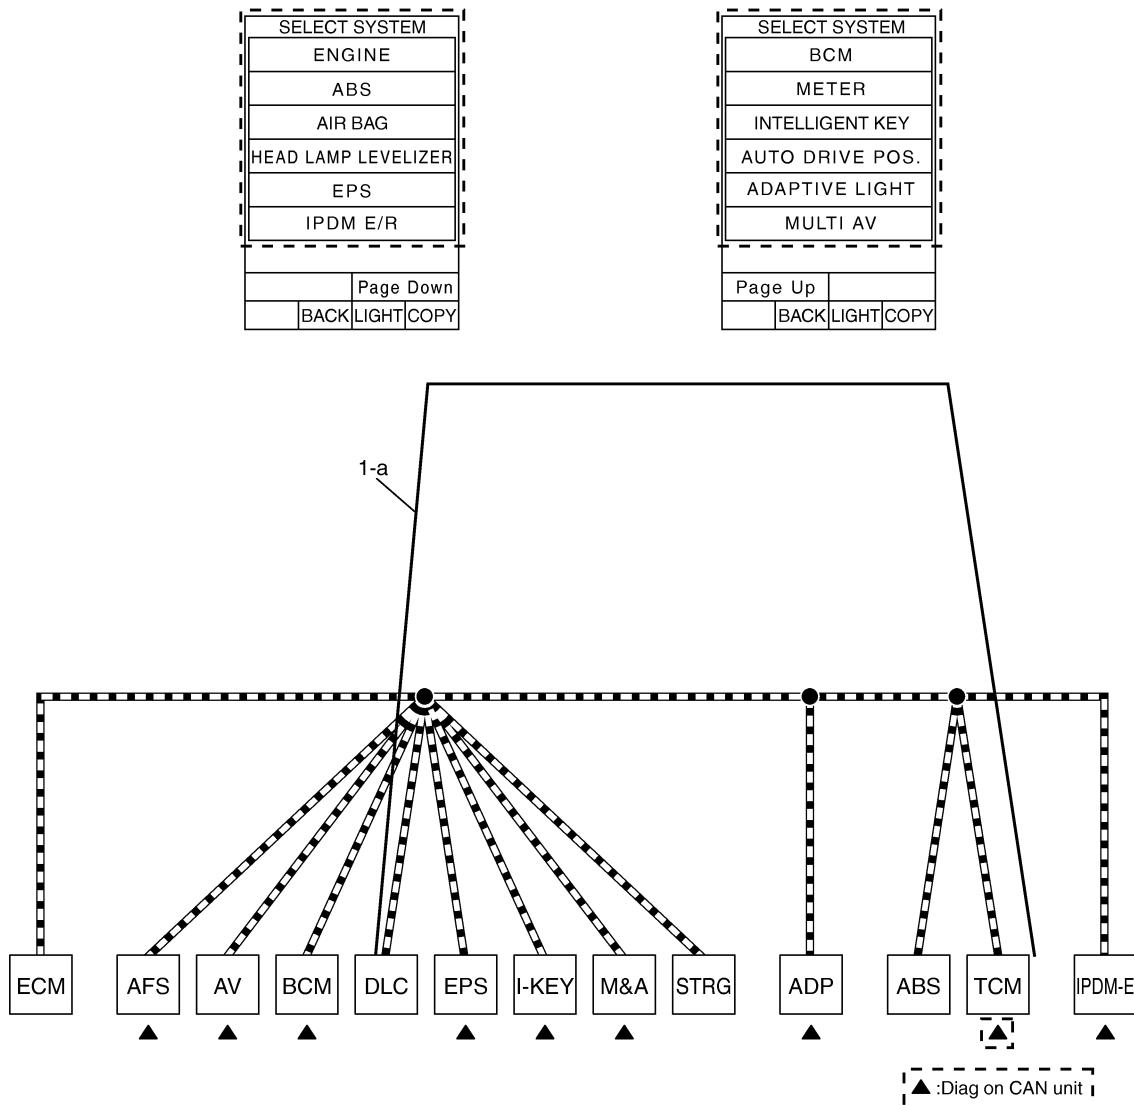 SELECT SYSTEM
ENGINE
ABS
AIR BAG
HEAD LAMP LEVELIZER
EPS
IPDM E/R
Page Down
BACK LIGHT COPY
SELECT SYSTEM
BCM
METER
INTELLIGENT KEY
AUTO DRIVE POS.
ADAPTIVE LIGHT
MULTI AV
Page Up
BACK LIGHT COPY
1-a
ECM AFS AV BCM DLC EPS I-KEY M&A STRG ADP ABS TCM IPDM-E
▲ :Diag on CAN unit